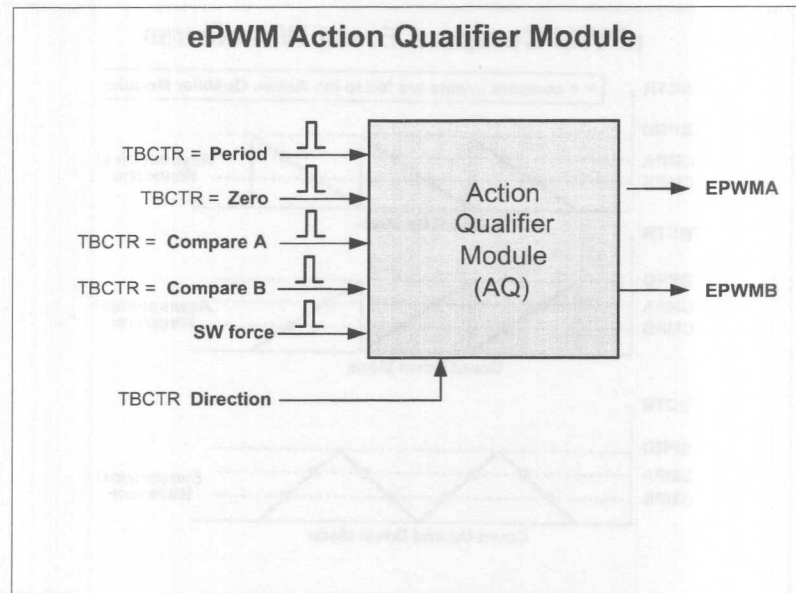 ePWM Action Qualifier Module
TBCTR = Period
TBCTR = Zero
TBCTR = Compare A
TBCTR = Compare B
SW force
TBCTR Direction
Action
Qualifier
Module
(AQ)
EPWMA
EPWMB